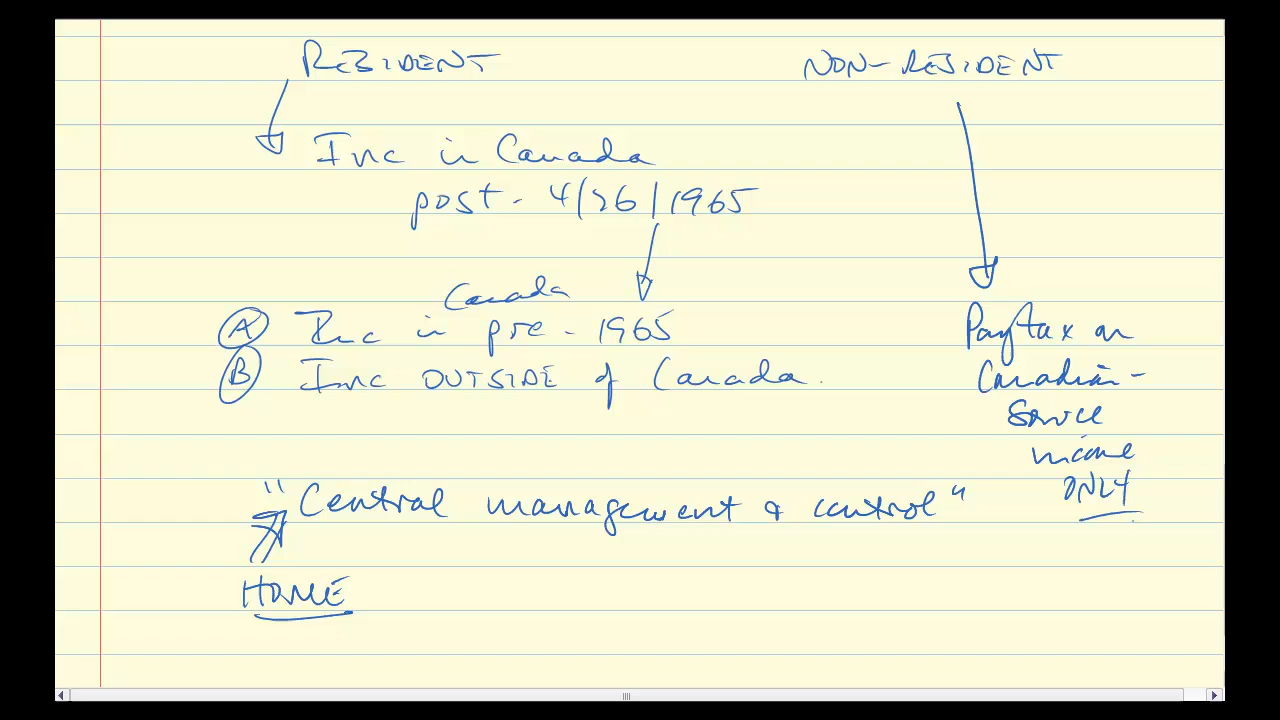 RESIDENT
NON-RESIDENT
Inc in Canada
post - 4/26/1965
Canada
A Inc in pre - 1965
B Inc OUTSIDE of Canada.
Pay tax on
Canadian -
Source
income
ONLY
"Central management & control"
HOME